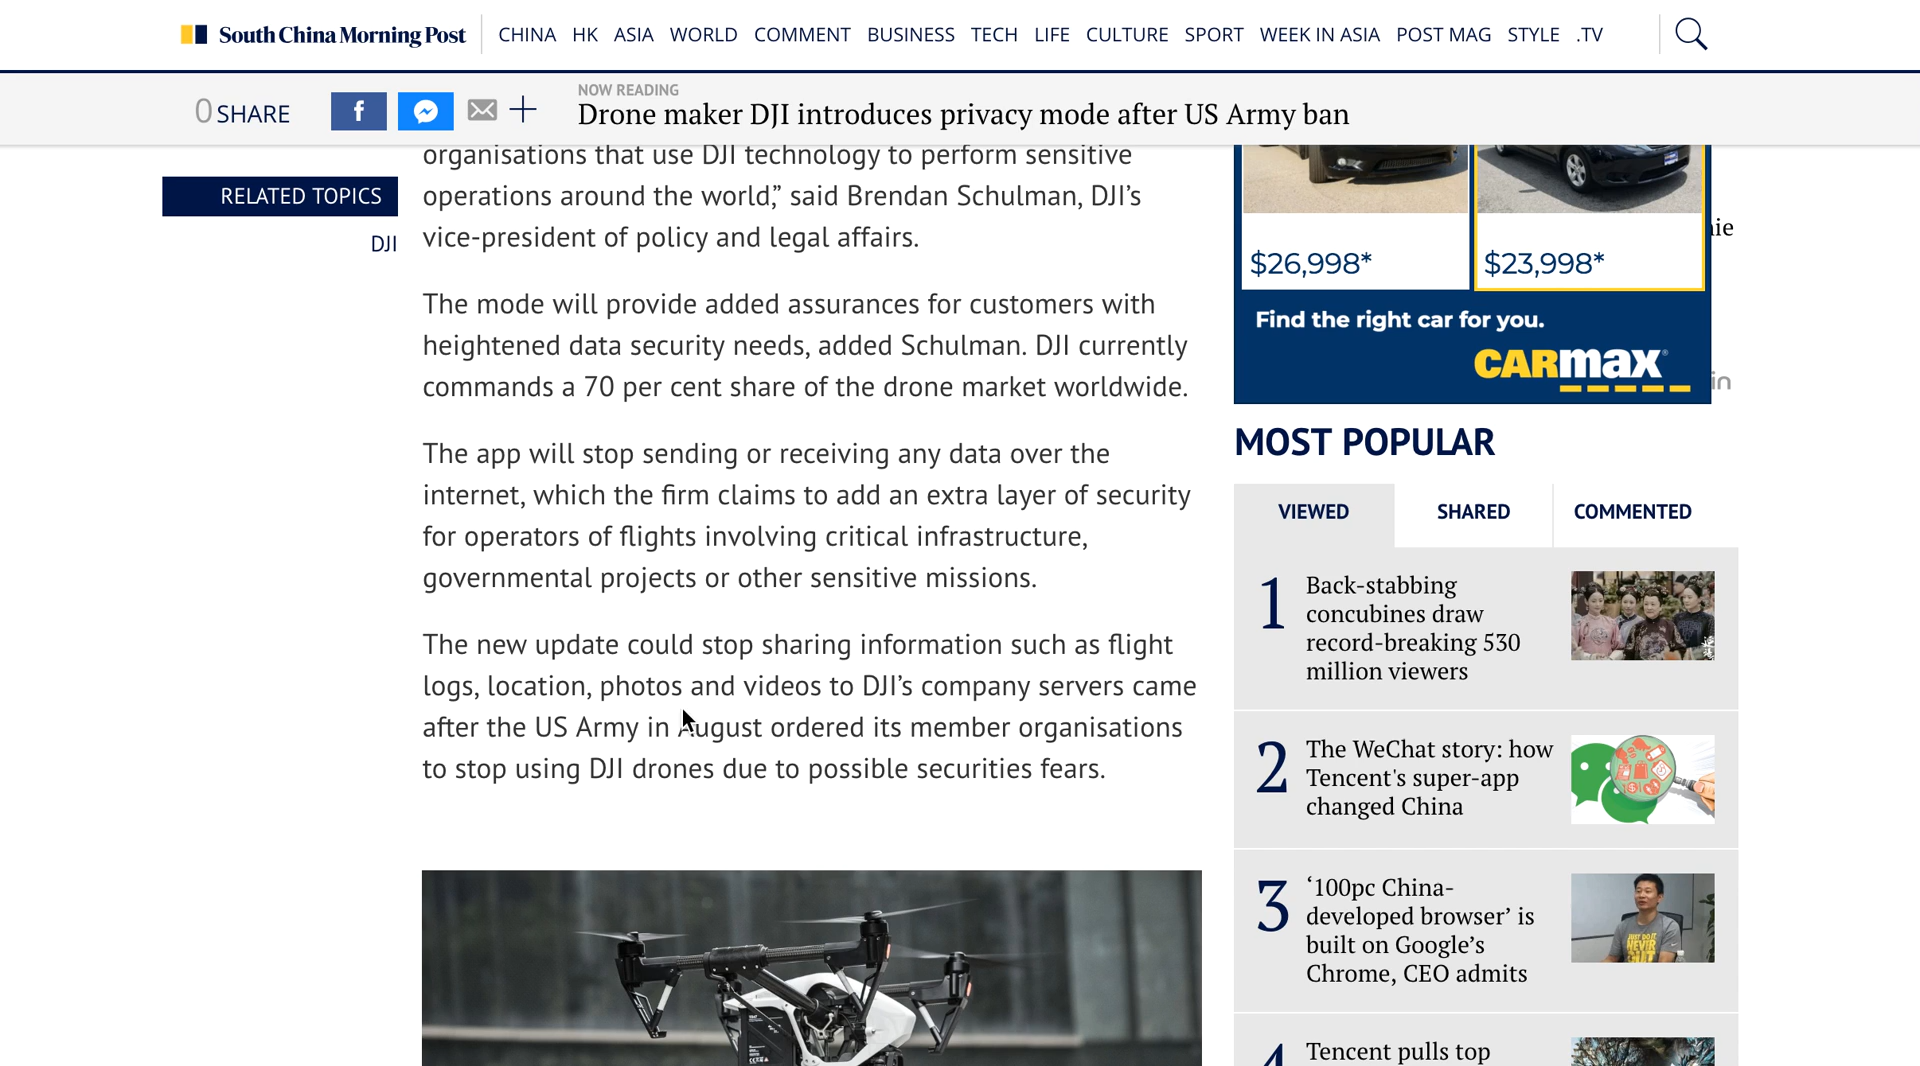 South China Morning Post
CHINA HK ASIA WORLD COMMENT BUSINESS TECH LIFE CULTURE SPORT WEEK IN ASIA POST MAG STYLE .TV
0 SHARE
f
NOW READING
Drone maker DJI introduces privacy mode after US Army ban
RELATED TOPICS
DJI
organisations that use DJI technology to perform sensitive
operations around the world,” said Brendan Schulman, DJI’s
vice-president of policy and legal affairs.
The mode will provide added assurances for customers with
heightened data security needs, added Schulman. DJI currently
commands a 70 per cent share of the drone market worldwide.
The app will stop sending or receiving any data over the
internet, which the firm claims to add an extra layer of security
for operators of flights involving critical infrastructure,
governmental projects or other sensitive missions.
The new update could stop sharing information such as flight
logs, location, photos and videos to DJI’s company servers came
after the US Army in August ordered its member organisations
to stop using DJI drones due to possible securities fears.
$26,998* $23,998*
Find the right car for you.
CARmax
in
MOST POPULAR
VIEWED SHARED COMMENTED
1
Back-stabbing
concubines draw
record-breaking 530
million viewers
2
The WeChat story: how
Tencent's super-app
changed China
3
‘100pc China-
developed browser’ is
built on Google’s
Chrome, CEO admits
4
Tencent pulls top